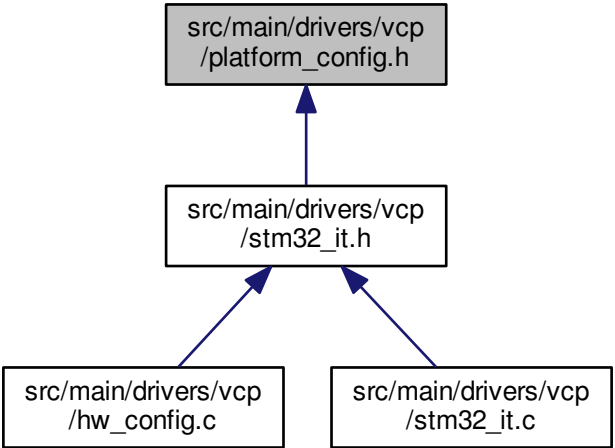 src/main/drivers/vcp
/platform_config.h
src/main/drivers/vcp
/stm32_it.h
src/main/drivers/vcp
/hw_config.c
src/main/drivers/vcp
/stm32_it.c